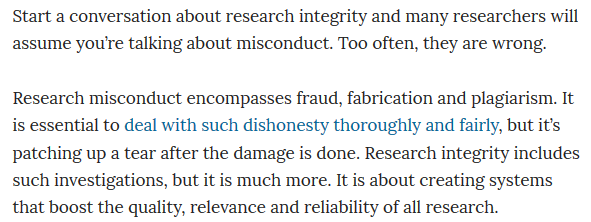 Start a conversation about research integrity and many researchers will
assume you're talking about misconduct. Too often, they are wrong.
Research misconduct encompasses fraud, fabrication and plagiarism. It
is essential to deal with such dishonesty thoroughly and fairly, but it's
patching up a tear after the damage is done. Research integrity includes
such investigations, but it is much more. It is about creating systems
that boost the quality, relevance and reliability of all research.